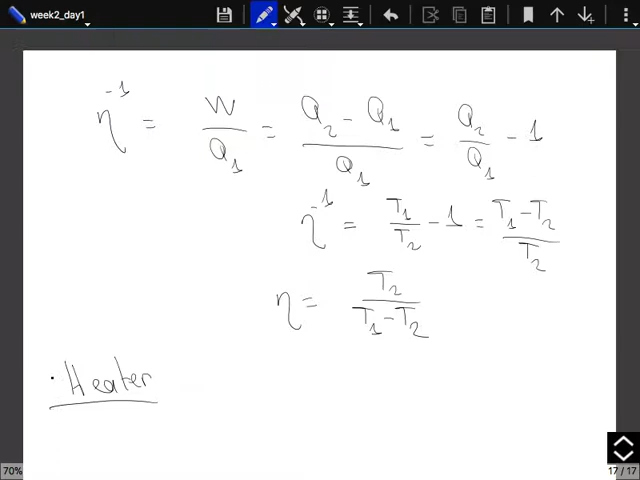 week2_day1
η⁻¹ = W/Q₁ = (Q₂ - Q₁)/Q₁ = Q₂/Q₁ - 1
η⁻¹ = T₁/T₂ - 1 = (T₁-T₂)/T₂
η = T₂/(T₁-T₂)
· Heater
70%
17 / 17